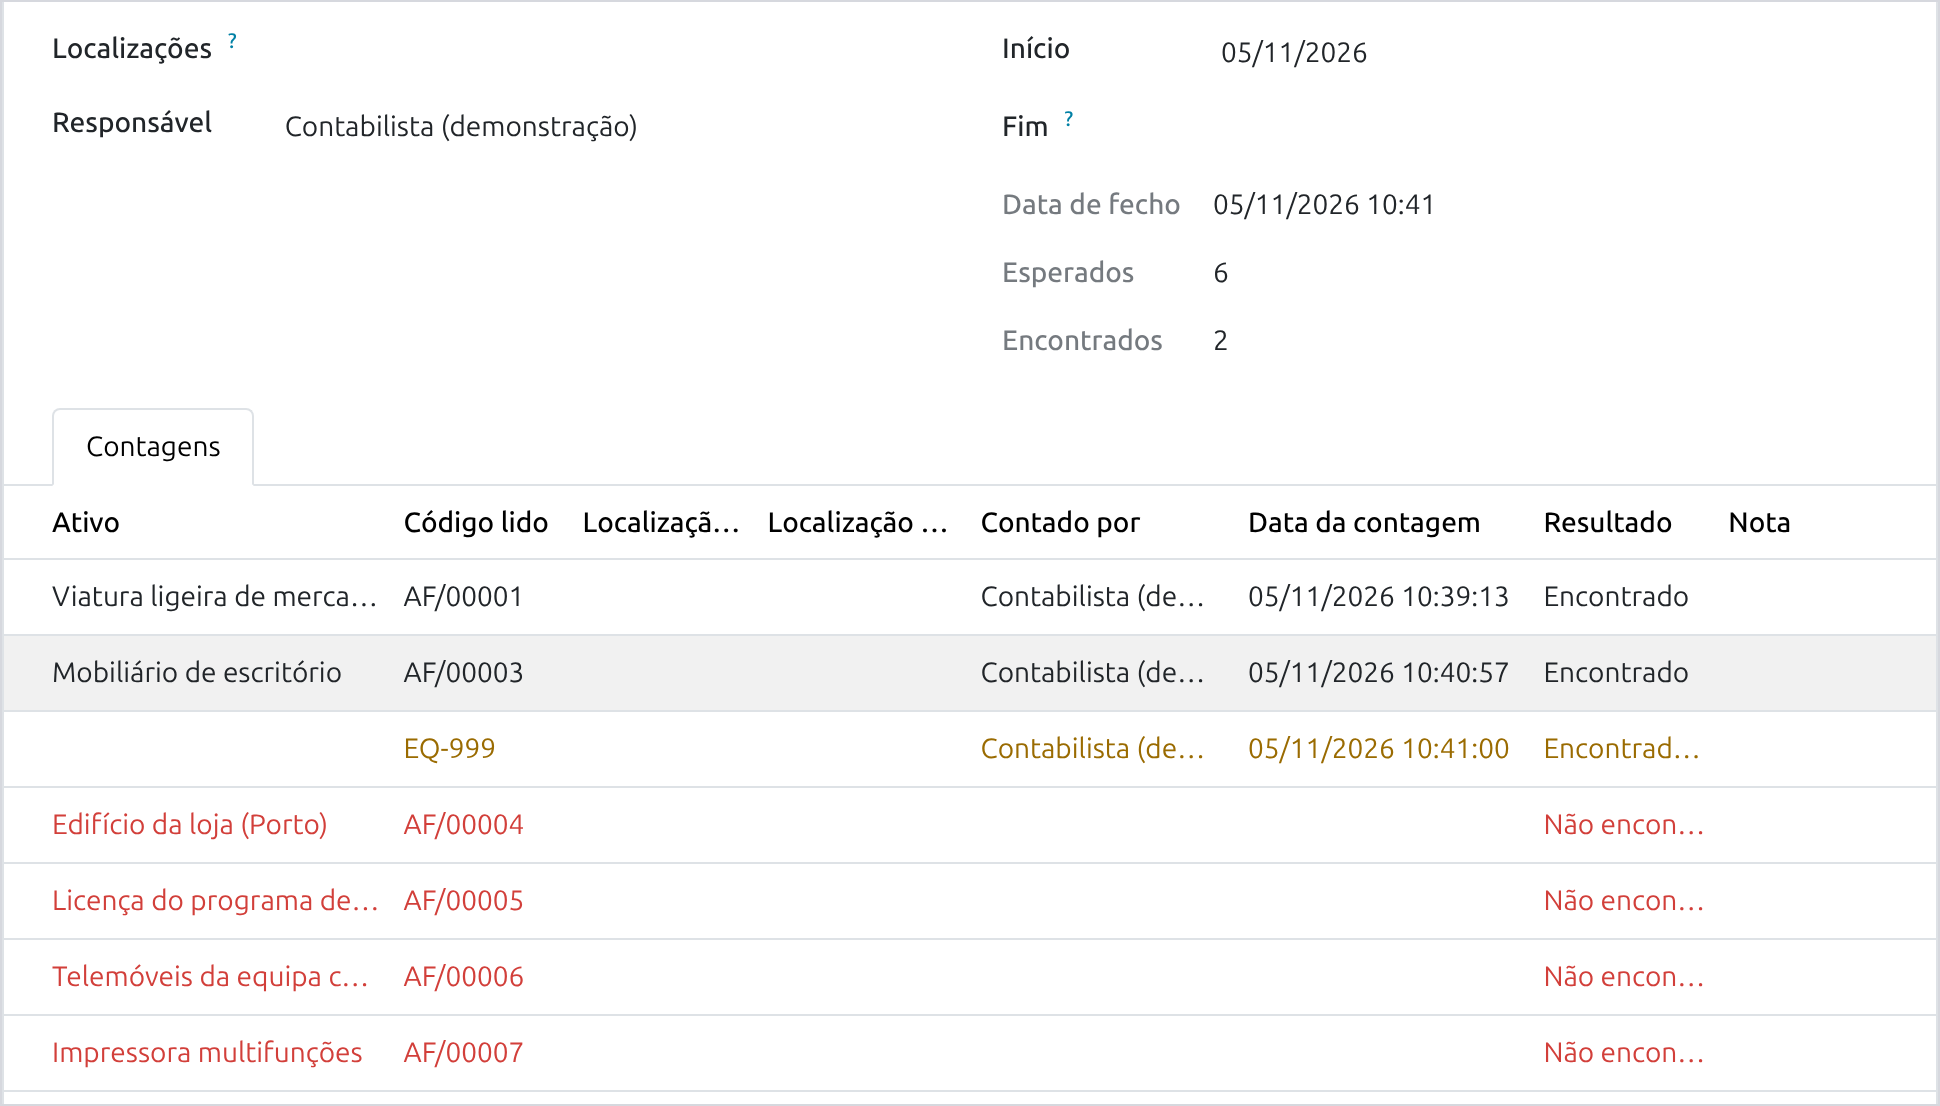 Localizações ?
Responsável Contabilista (demonstração)
Início 05/11/2026
Fim ?
Data de fecho 05/11/2026 10:41
Esperados 6
Encontrados 2
Contagens
Ativo Código lido Localizaçã… Localização … Contado por Data da contagem Resultado Nota
Viatura ligeira de merca… AF/00001 Contabilista (de… 05/11/2026 10:39:13 Encontrado
Mobiliário de escritório AF/00003 Contabilista (de… 05/11/2026 10:40:57 Encontrado
EQ-999 Contabilista (de… 05/11/2026 10:41:00 Encontrad…
Edifício da loja (Porto) AF/00004 Não encon…
Licença do programa de… AF/00005 Não encon…
Telemóveis da equipa c… AF/00006 Não encon…
Impressora multifunções AF/00007 Não encon…